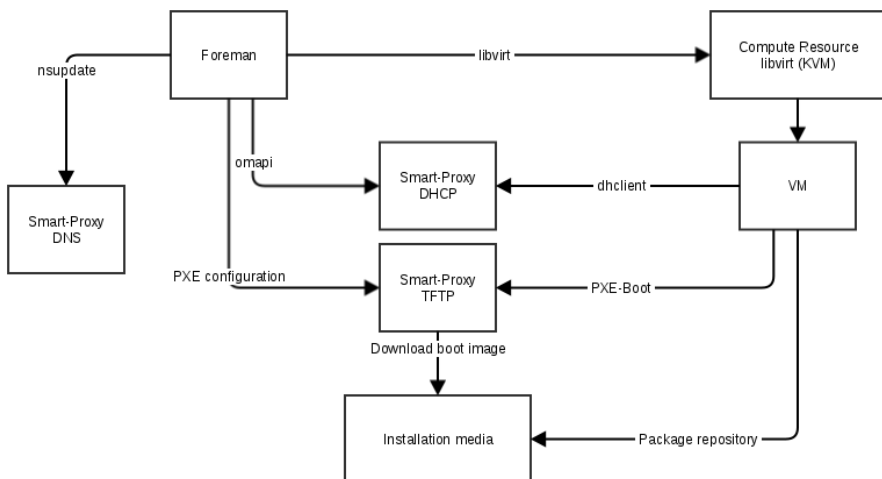 Foreman
libvirt
Compute Resource
libvirt (KVM)
nsupdate
omapi
Smart-Proxy
DHCP
dhclient
VM
Smart-Proxy
DNS
PXE configuration
Smart-Proxy
TFTP
PXE-Boot
Download boot image
Installation media
Package repository